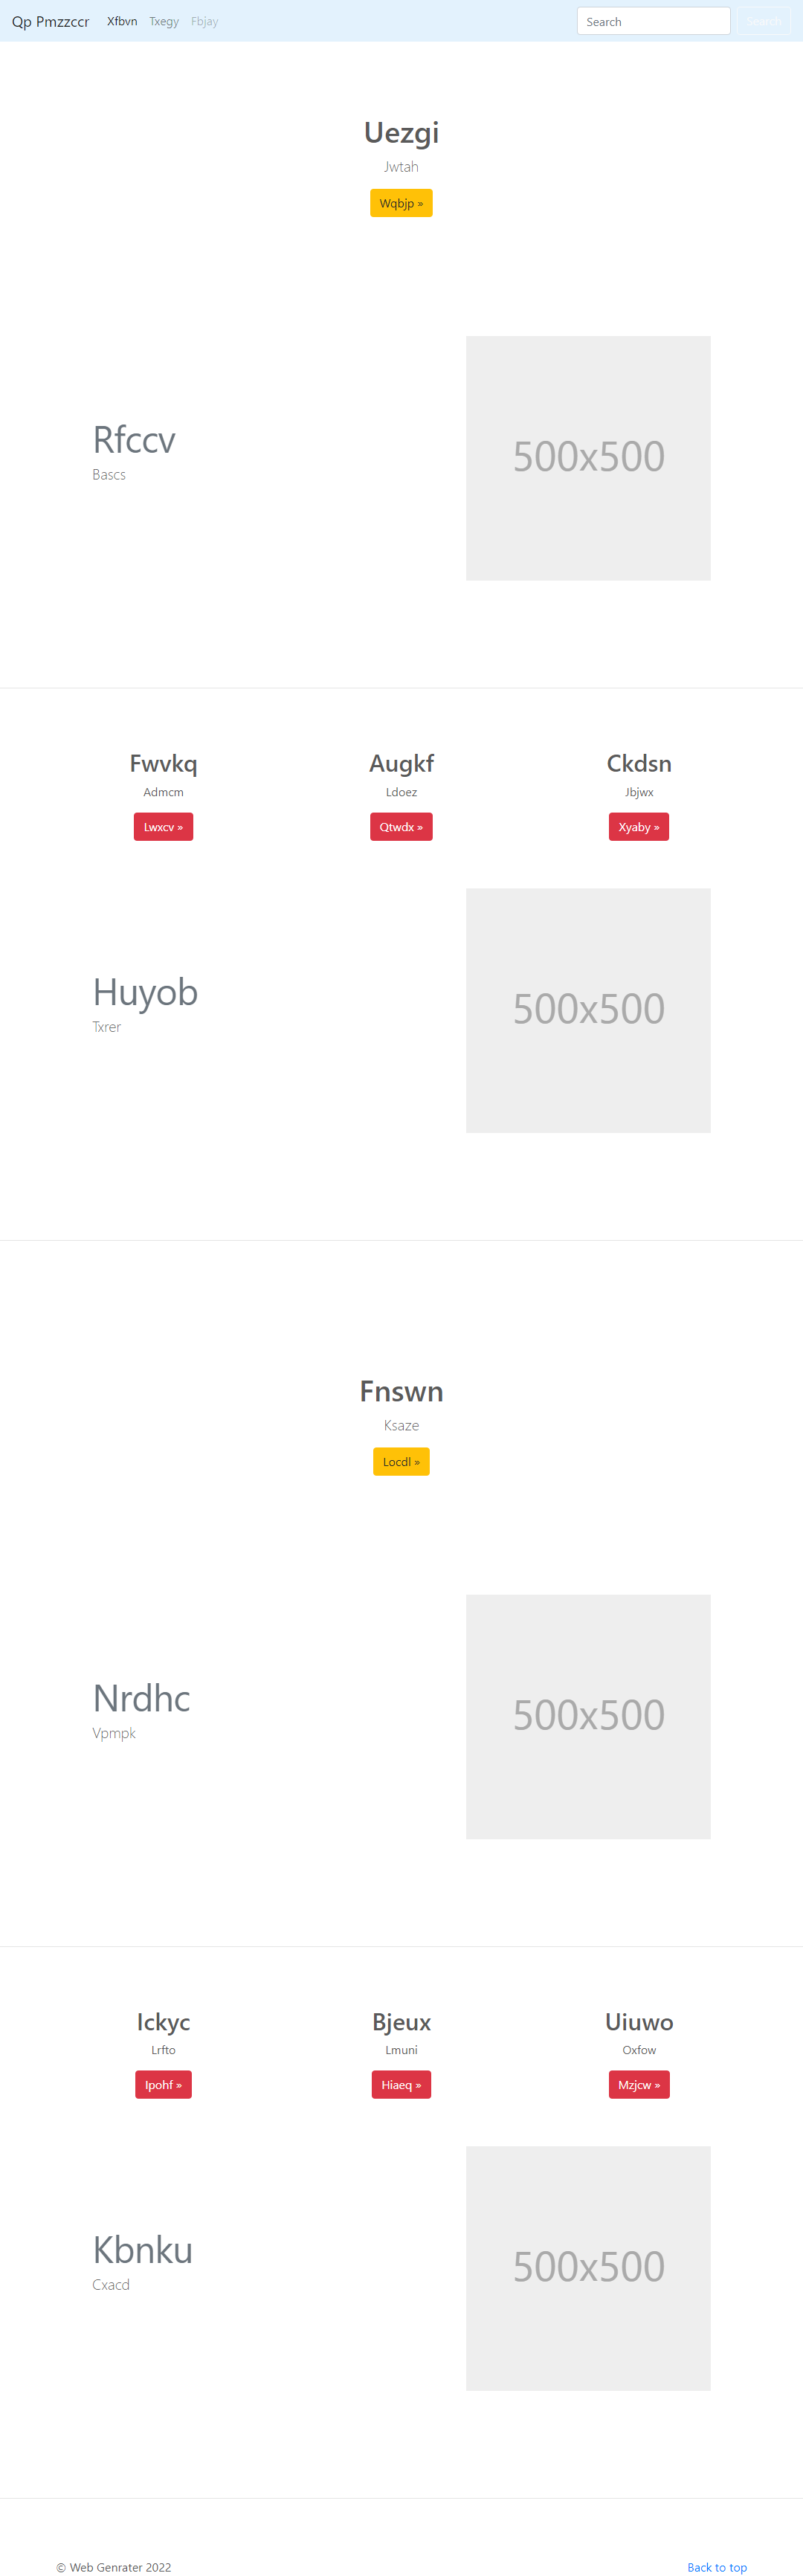 Qp Pmzzccr Xfbvn Txegy Fbjay Search Search
Uezgi
Jwtah
Wqbjp »
Rfccv
Bascs
500x500
Fwvkq Augkf Ckdsn
Admcm Ldoez Jbjwx
Lwxcv » Qtwdx » Xyaby »
Huyob
Txrer
500x500
Fnswn
Ksaze
Locdl »
Nrdhc
Vpmpk
500x500
Ickyc Bjeux Uiuwo
Lrfto Lmuni Oxfow
Ipohf » Hiaeq » Mzjcw »
Kbnku
Cxacd
500x500
© Web Genrater 2022 Back to top